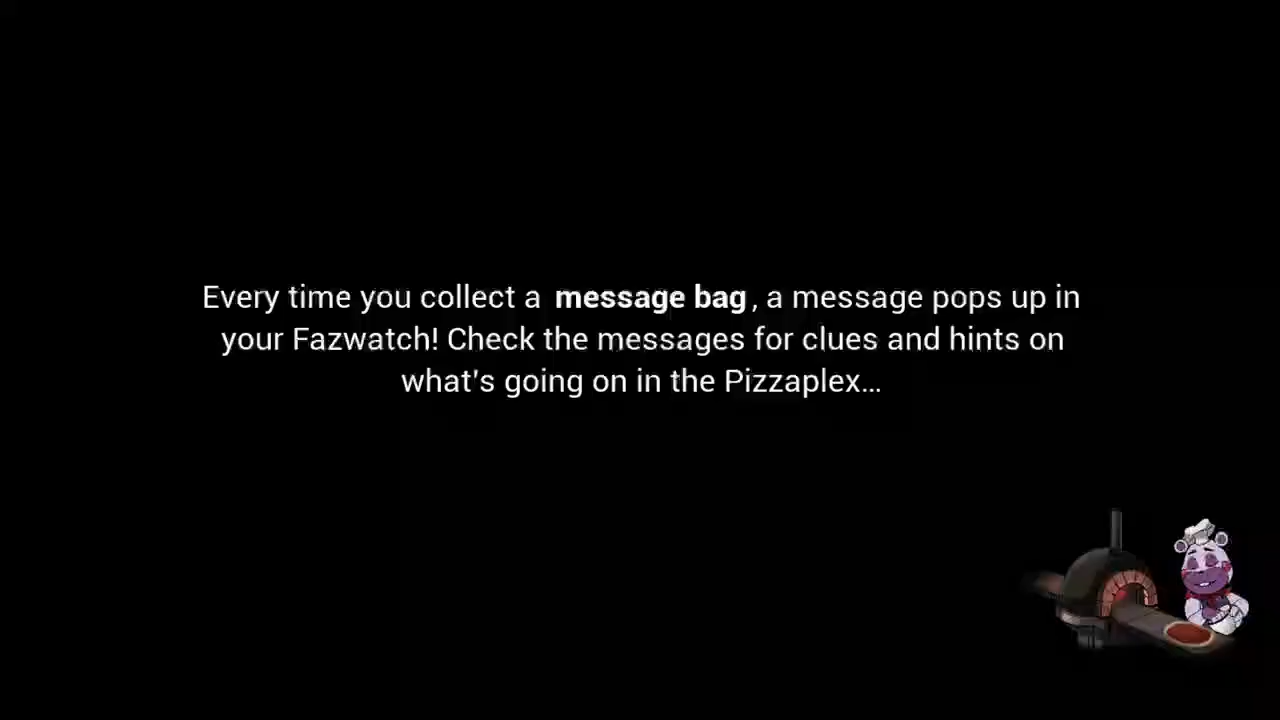 Every time you collect a message bag, a message pops up in
your Fazwatch! Check the messages for clues and hints on
what's going on in the Pizzaplex...